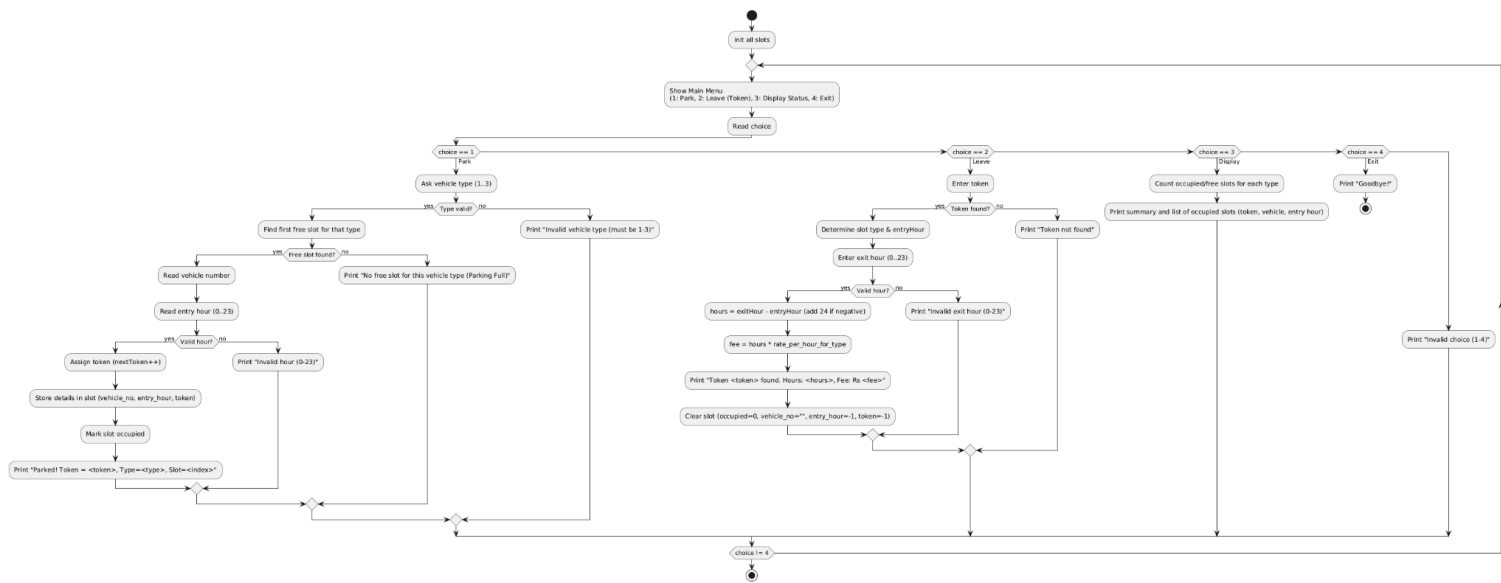 Init all slots
Show Main Menu
(1: Park, 2: Leave (Token), 3: Display Status, 4: Exit)
Read choice
choice == 1
Park
choice == 2
Leave
choice == 3
Display
choice == 4
Exit
Ask vehicle type (1..3)
Type valid?
yes
no
Find first free slot for that type
Print "Invalid vehicle type (must be 1-3)"
Free slot found?
yes
no
Read vehicle number
Print "No free slot for this vehicle type (Parking Full)"
Read entry hour (0..23)
Valid hour?
yes
no
Assign token (nextToken++)
Print "Invalid hour (0-23)"
Store details in slot (vehicle_no, entry_hour, token)
Mark slot occupied
Print "Parked! Token = <token>, Type=<type>, Slot=<index>"
Enter token
Token found?
yes
no
Determine slot type & entryHour
Print "Token not found"
Enter exit hour (0..23)
Valid hour?
yes
no
hours = exitHour - entryHour (add 24 if negative)
Print "Invalid exit hour (0-23)"
fee = hours * rate_per_hour_for_type
Print "Token <token> found. Hours: <hours>, Fee: Rs <fee>"
Clear slot (occupied=0, vehicle_no="", entry_hour=-1, token=-1)
Count occupied/free slots for each type
Print summary and list of occupied slots (token, vehicle, entry hour)
Print "Goodbye!"
Print "Invalid choice (1-4)"
choice != 4